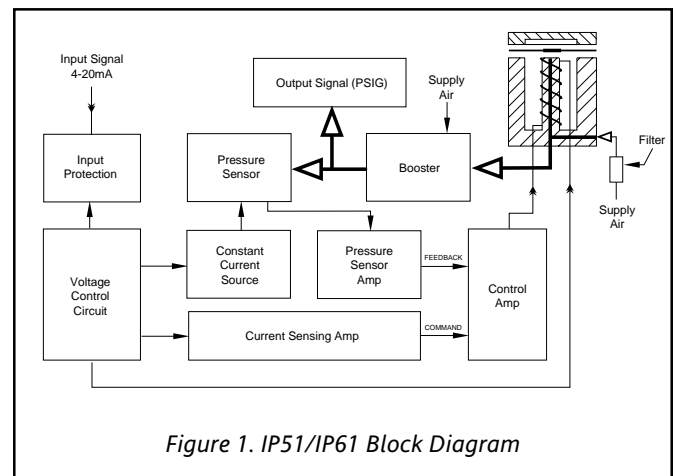 Input Signal
4-20mA
Output Signal (PSIG)
Supply
Air
Filter
Input
Protection
Pressure
Sensor
Booster
Supply
Air
Voltage
Control
Circuit
Constant
Current
Source
Pressure
Sensor
Amp
FEEDBACK
Control
Amp
Current Sensing Amp
COMMAND
Figure 1. IP51/IP61 Block Diagram